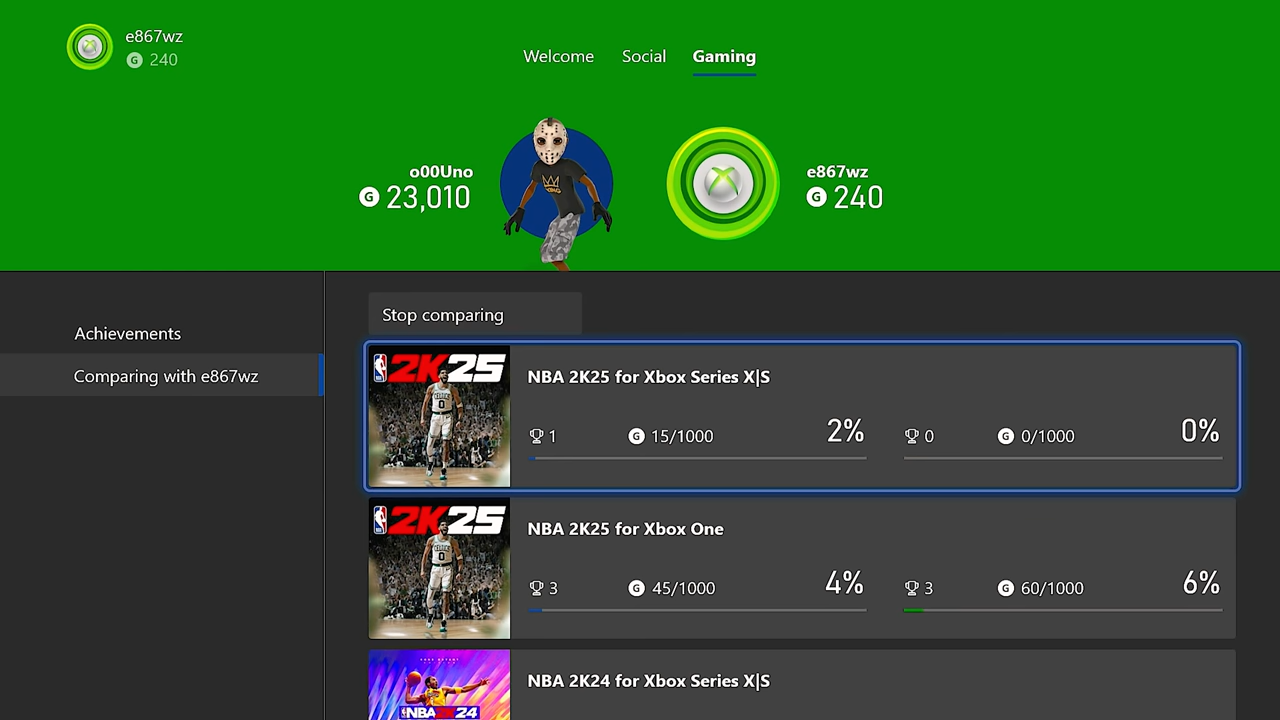 e867wz
G 240
Welcome Social Gaming
o00Uno
G 23,010
e867wz
G 240
Achievements
Comparing with e867wz
Stop comparing
2K25
NBA 2K25 for Xbox Series X|S
1 G 15/1000 2% 0 G 0/1000 0%
2K25
NBA 2K25 for Xbox One
3 G 45/1000 4% 3 G 60/1000 6%
NBA 2K24
NBA 2K24 for Xbox Series X|S